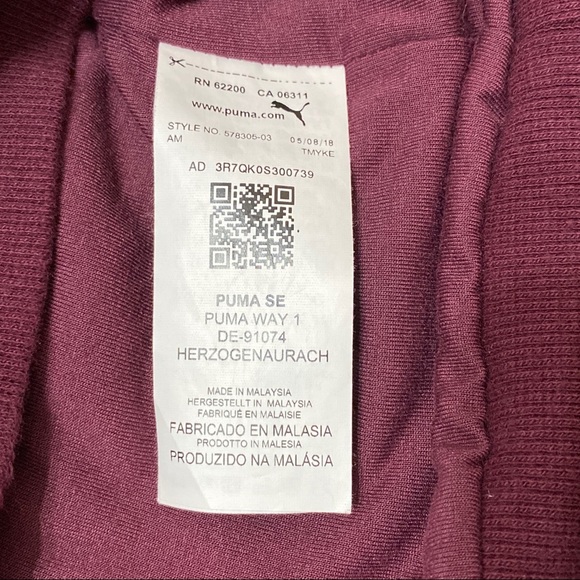 RN 62200 CA 06311
www.puma.com
STYLE NO. 578305-03 05/08/18
AM TMYKE
AD 3R7QK0S300739
PUMA SE
PUMA WAY 1
DE-91074
HERZOGENAURACH
MADE IN MALAYSIA
HERGESTELLT IN MALAYSIA
FABRIQUÉ EN MALAISIE
FABRICADO EN MALASIA
PRODOTTO IN MALESIA
PRODUZIDO NA MALÁSIA